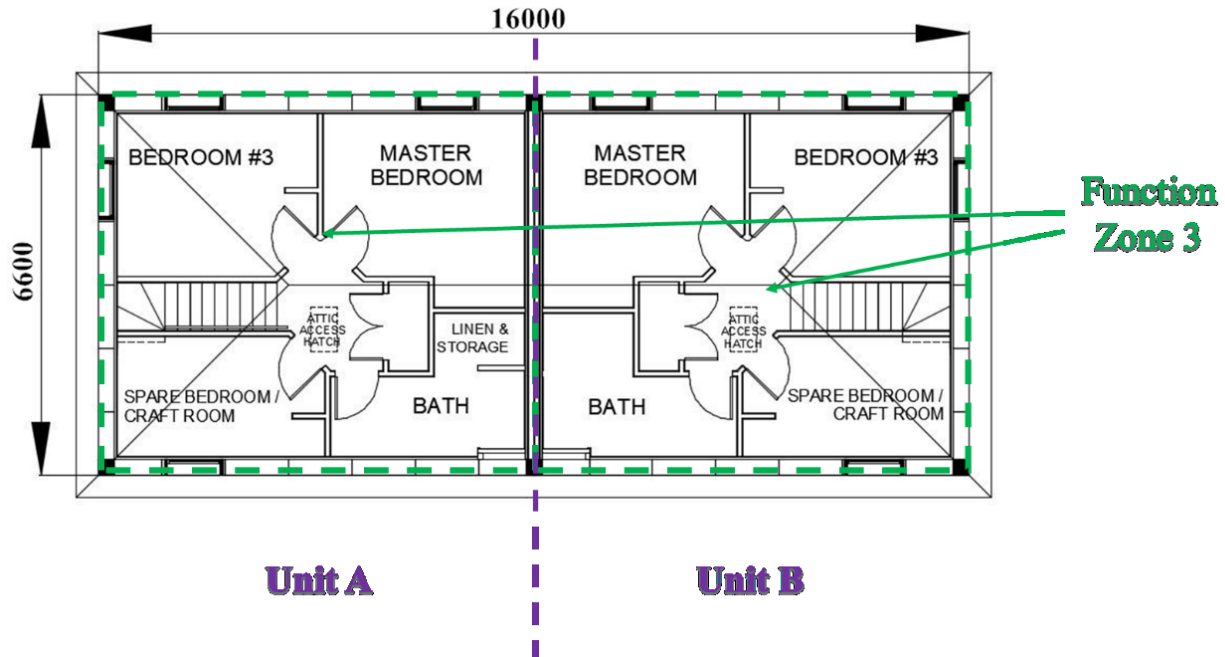 16000
6600
BEDROOM #3
MASTER
BEDROOM
MASTER
BEDROOM
BEDROOM #3
Function
Zone 3
ATTIC
ACCESS
HATCH
LINEN &
STORAGE
ATTIC
ACCESS
HATCH
SPARE BEDROOM /
CRAFT ROOM
BATH
BATH
SPARE BEDROOM /
CRAFT ROOM
Unit A
Unit B